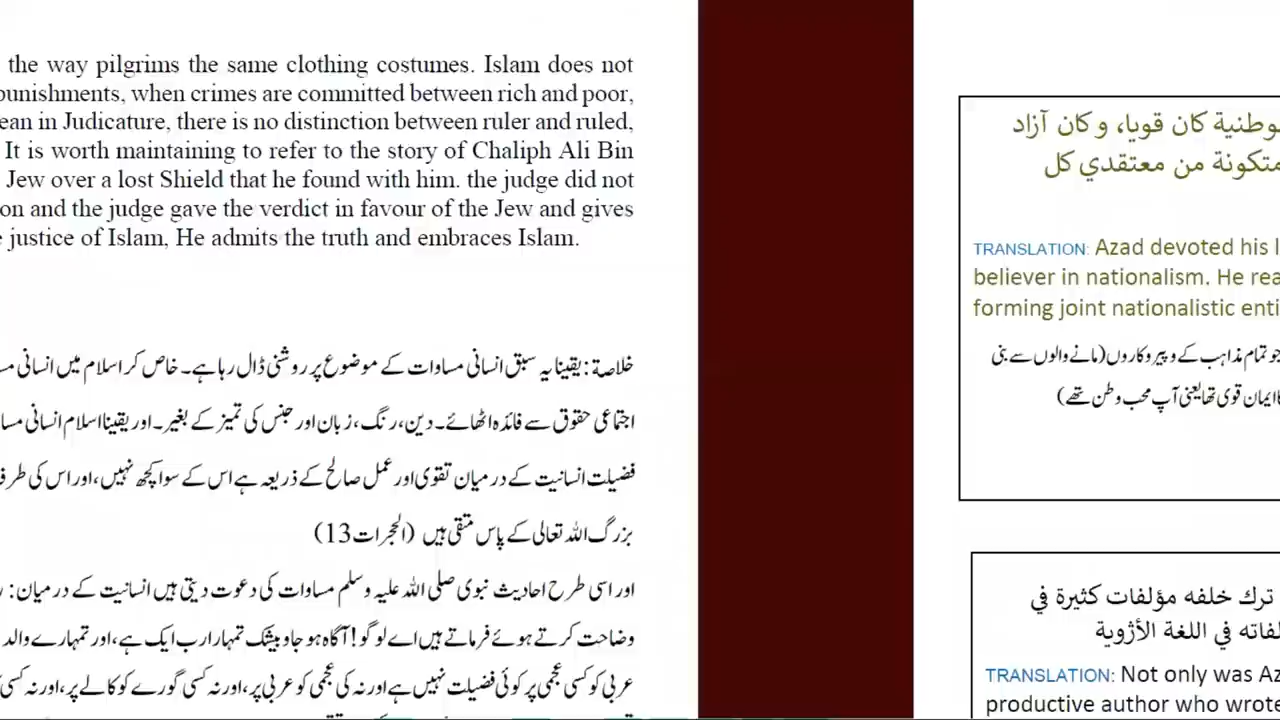 the way pilgrims the same clothing costumes. Islam does not
punishments, when crimes are committed between rich and poor,
ean in Judicature, there is no distinction between ruler and ruled,
It is worth maintaining to refer to the story of Chaliph Ali Bin
Jew over a lost Shield that he found with him. the judge did not
on and the judge gave the verdict in favour of the Jew and gives
justice of Islam, He admits the truth and embraces Islam.
خلاصة: یقینا یہ سبق انسانی مساوات کے موضوع پر روشنی ڈال رہا ہے۔ خاص کر اسلام میں انسانی
اجتماعی حقوق سے فائدہ اٹھائے۔ دین، رنگ، زبان اور جنس کی تمیز کے بغیر۔ اور یقینا اسلام انسانی
فضیلت انسانیت کے درمیان تقوی اور عمل صالح کے ذریعہ ہے اس کے سوا کچھ نہیں، اور اس کی
بزرگ اللہ تعالی کے پاس متقی ہیں (الحجرات 13)
اور اسی طرح احادیث نبوی صلی اللہ علیہ وسلم مساوات کی دعوت دیتی ہیں انسانیت کے درمیان:
وضاحت کرتے ہوئے فرماتے ہیں اے لوگو! آگاہ ہو جاو بیشک تمہارا رب ایک ہے، اور تمہارے والد
عربی کو کسی عجمی پر کوئی فضیلت نہیں ہے اور نہ کی عجمی کو عربی پر، اور نہ کسی گورے کو کالے پر، اور نہ کسی
وطنية كان قويا، وكان آزاد
متكونة من معتقدي كل
TRANSLATION: Azad devoted his
believer in nationalism. He rea
forming joint nationalistic enti
جو تمام مذاہب کے و پیروکاروں (ماننے والوں سے بنی
ایمان قوی تھا یعنی آپ محب وطن تھے)
ترك خلفه مؤلفات كثيرة في
لفاته في اللغة الأژوية
TRANSLATION: Not only was Az
productive author who wrote